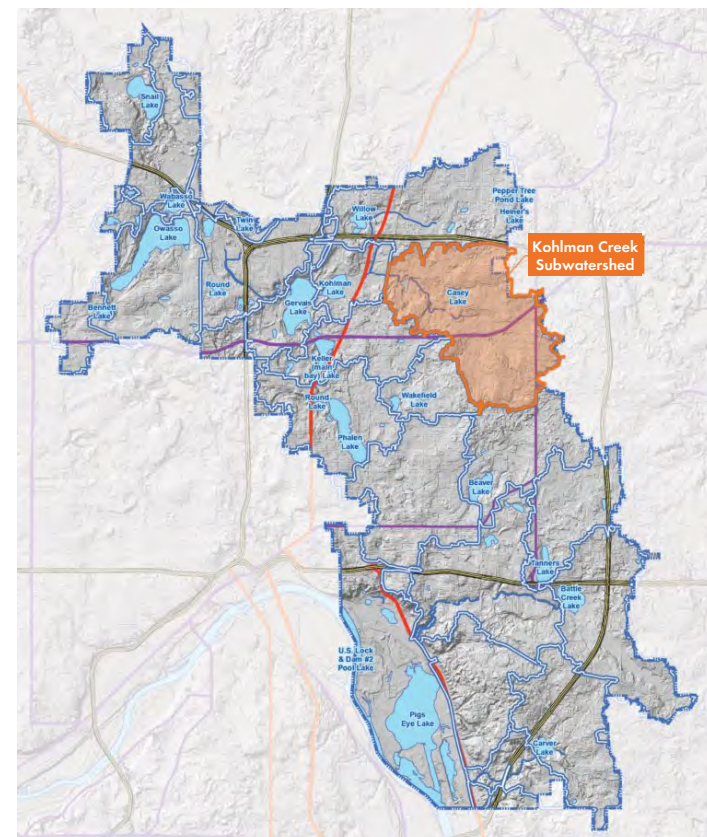 Snail
Lake
Wabasso
Lake
Owasso
Lake
Twin
Lake
Willow
Lake
Pepper Tree
Pond Lake
Heiner's
Lake
Kohlman Creek
Subwatershed
Round
Lake
Kohlman
Lake
Gervais
Lake
Casey
Lake
Bennett
Lake
Keller
(main
bay) Lake
Round
Lake
Wakefield
Lake
Phalen
Lake
Beaver
Lake
Tanners
Lake
Battle
Creek
Lake
U.S. Lock
& Dam #2
Pool Lake
Pigs
Eye Lake
Carver
Lake